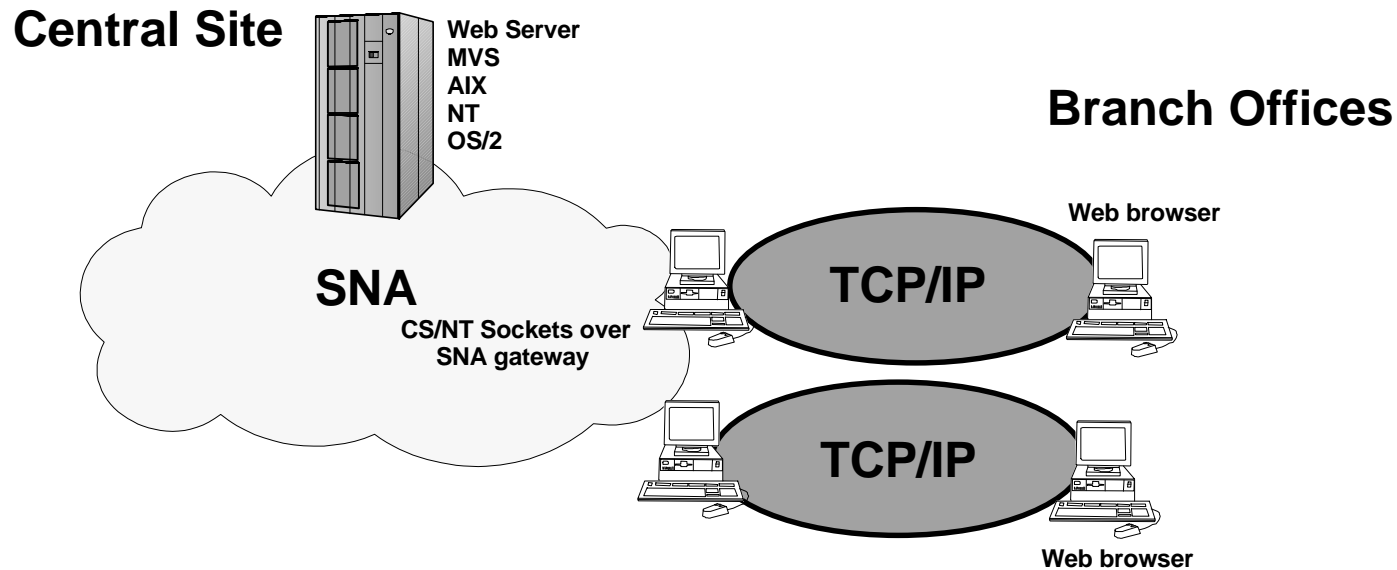 Central Site
Web Server
MVS
AIX
NT
OS/2
Branch Offices
Web browser
SNA
TCP/IP
CS/NT Sockets over
SNA gateway
TCP/IP
Web browser